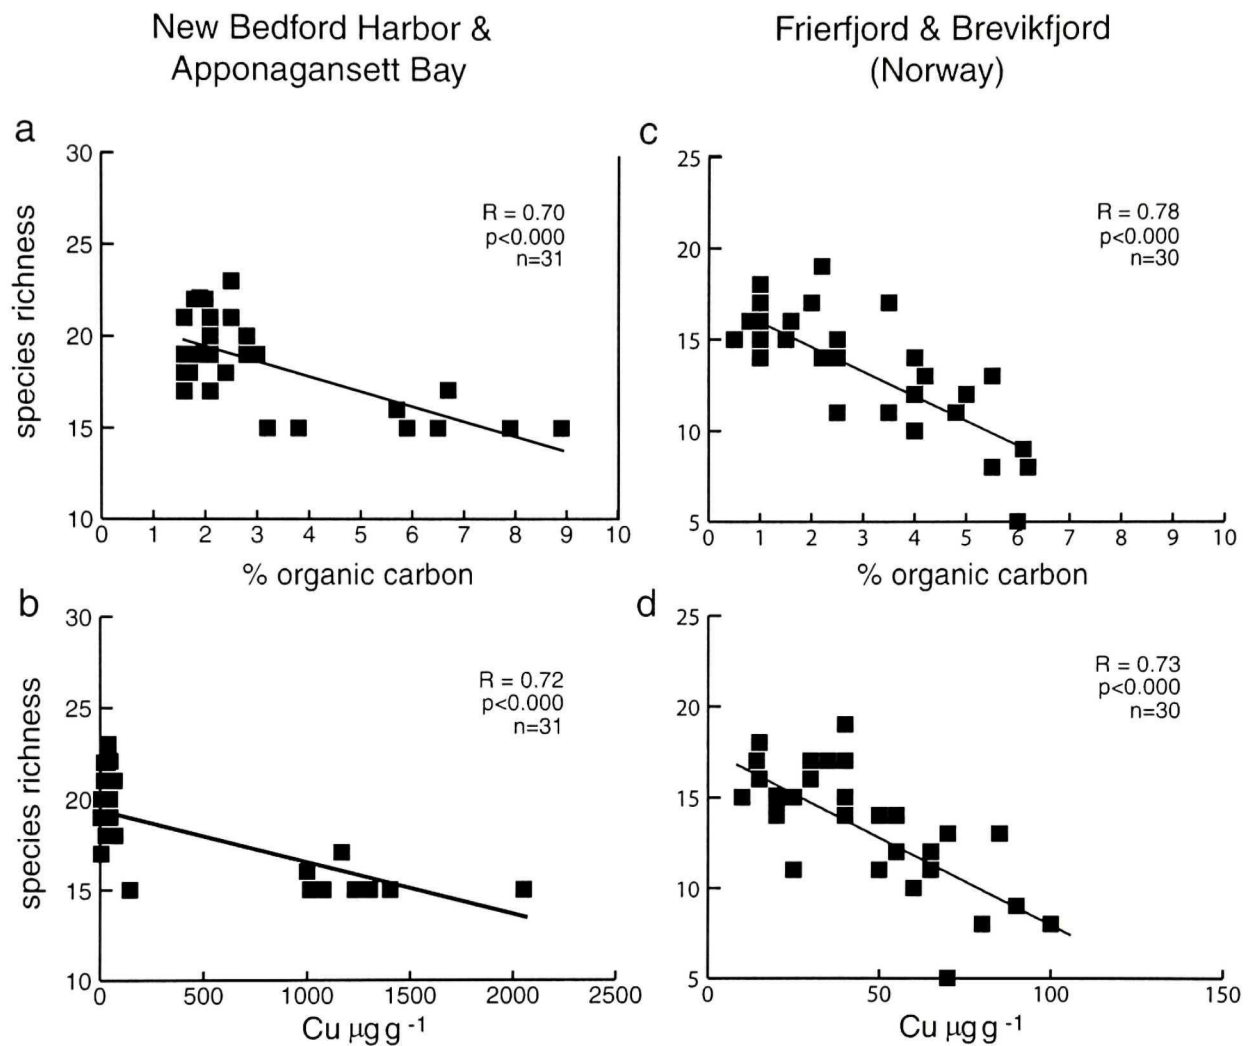 New Bedford Harbor &
Apponagansett Bay
Frierfjord & Brevikfjord
(Norway)
a
30
25
20
15
10
species richness
R = 0.70
p<0.000
n=31
0 1 2 3 4 5 6 7 8 9 10
% organic carbon
c
25
20
15
10
5
R = 0.78
p<0.000
n=30
0 1 2 3 4 5 6 7 8 9 10
% organic carbon
b
30
25
20
15
10
species richness
R = 0.72
p<0.000
n=31
0 500 1000 1500 2000 2500
Cu µg g -1
d
25
20
15
10
5
R = 0.73
p<0.000
n=30
0 50 100 150
Cu µg g -1